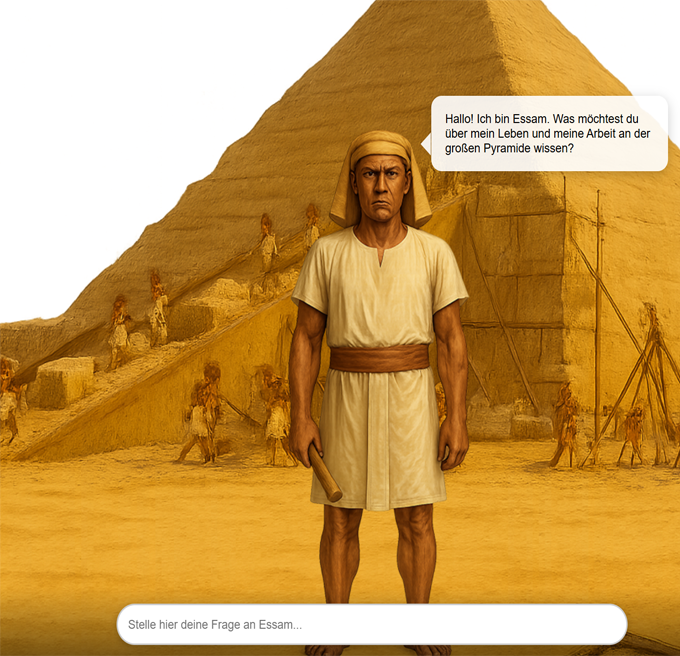 Hallo! Ich bin Essam. Was möchtest du
über mein Leben und meine Arbeit an der
großen Pyramide wissen?
Stelle hier deine Frage an Essam...